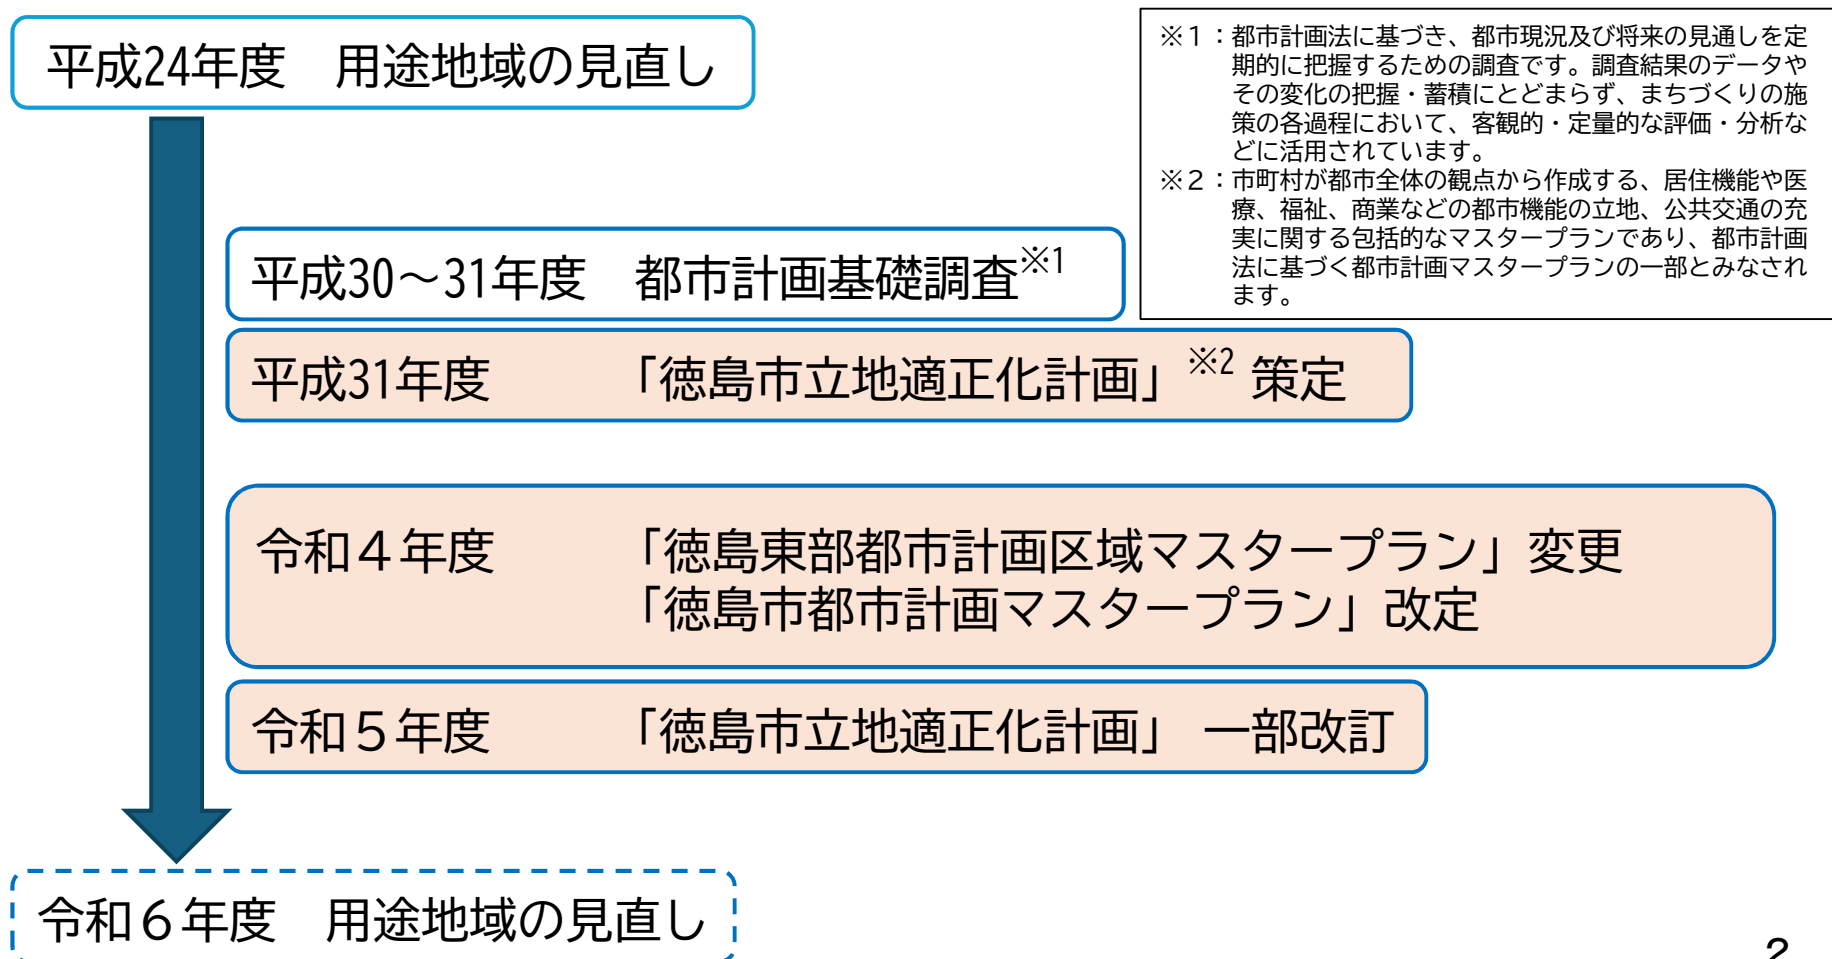 平成24年度　用途地域の見直し
※１：都市計画法に基づき、都市現況及び将来の見通しを定
期的に把握するための調査です。調査結果のデータや
その変化の把握・蓄積にとどまらず、まちづくりの施
策の各過程において、客観的・定量的な評価・分析な
どに活用されています。
※２：市町村が都市全体の観点から作成する、居住機能や医
療、福祉、商業などの都市機能の立地、公共交通の充
実に関する包括的なマスタープランであり、都市計画
法に基づく都市計画マスタープランの一部とみなされ
ます。
平成30～31年度　都市計画基礎調査※1
平成31年度　「徳島市立地適正化計画」※2 策定
令和４年度　「徳島東部都市計画区域マスタープラン」変更
「徳島市都市計画マスタープラン」改定
令和５年度　「徳島市立地適正化計画」 一部改訂
令和６年度　用途地域の見直し
2